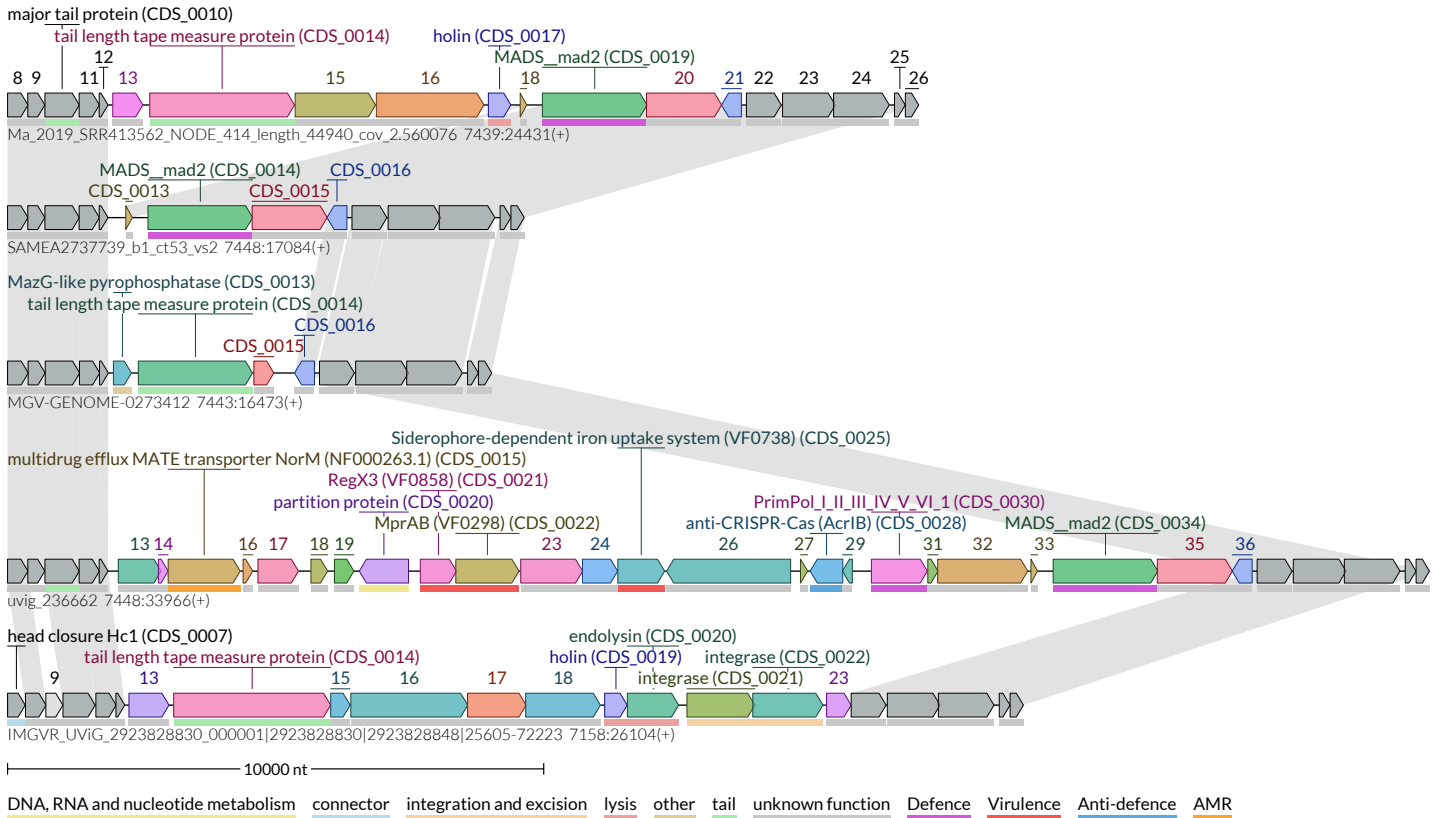 major tail protein (CDS_0010)
tail length tape measure protein (CDS_0014) holin (CDS_0017)
12 MADS__mad2 (CDS_0019) 25
8 9 11 13 15 16 18 20 21 22 23 24 26
Ma_2019_SRR413562_NODE_414_length_44940_cov_2.560076 7439:24431(+)
MADS__mad2 (CDS_0014) CDS_0016
CDS_0013 CDS_0015
SAMEA2737739_b1_ct53_vs2 7448:17084(+)
MazG-like pyrophosphatase (CDS_0013)
tail length tape measure protein (CDS_0014)
CDS_0016
CDS_0015
MGV-GENOME-0273412 7443:16473(+)
Siderophore-dependent iron uptake system (VF0738) (CDS_0025)
multidrug efflux MATE transporter NorM (NF000263.1) (CDS_0015)
RegX3 (VF0858) (CDS_0021)
partition protein (CDS_0020) PrimPol_I_II_III_IV_V_VI_1 (CDS_0030)
MprAB (VF0298) (CDS_0022) anti-CRISPR-Cas (AcrIB) (CDS_0028) MADS__mad2 (CDS_0034)
13 14 16 17 18 19 23 24 26 27 29 31 32 33 35 36
uvig_236662 7448:33966(+)
head closure Hc1 (CDS_0007) endolysin (CDS_0020)
tail length tape measure protein (CDS_0014) holin (CDS_0019) integrase (CDS_0022)
9 13 15 16 17 18 integrase (CDS_0021) 23
IMGVR_UViG_2923828830_000001|2923828830|2923828848|25605-72223 7158:26104(+)
10000 nt
DNA, RNA and nucleotide metabolism connector integration and excision lysis other tail unknown function Defence Virulence Anti-defence AMR